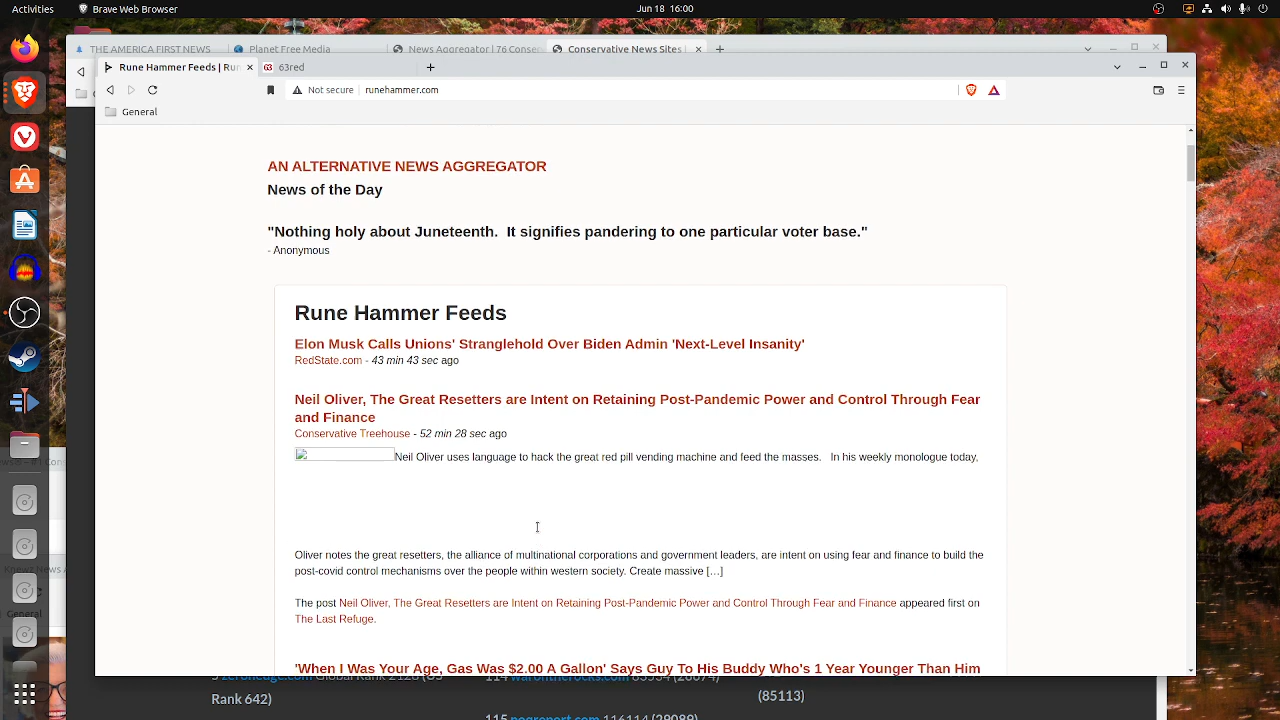 Activities
Brave Web Browser
Jun 18 16:00
THE AMERICA FIRST NEWS
Planet Free Media
News Aggregator | 76 Conser
Conservative News Sites
Rune Hammer Feeds | Run
63 63red
Not secure
runehammer.com
General
AN ALTERNATIVE NEWS AGGREGATOR
News of the Day
"Nothing holy about Juneteenth. It signifies pandering to one particular voter base."
- Anonymous
Rune Hammer Feeds
Elon Musk Calls Unions' Stranglehold Over Biden Admin 'Next-Level Insanity'
RedState.com - 43 min 43 sec ago
Neil Oliver, The Great Resetters are Intent on Retaining Post-Pandemic Power and Control Through Fear
and Finance
Conservative Treehouse - 52 min 28 sec ago
Neil Oliver uses language to hack the great red pill vending machine and feed the masses. In his weekly monologue today,
Oliver notes the great resetters, the alliance of multinational corporations and government leaders, are intent on using fear and finance to build the
post-covid control mechanisms over the people within western society. Create massive […]
The post Neil Oliver, The Great Resetters are Intent on Retaining Post-Pandemic Power and Control Through Fear and Finance appeared first on
The Last Refuge.
'When I Was Your Age, Gas Was $2.00 A Gallon' Says Guy To His Buddy Who's 1 Year Younger Than Him
General
Rank 642)
(85113)